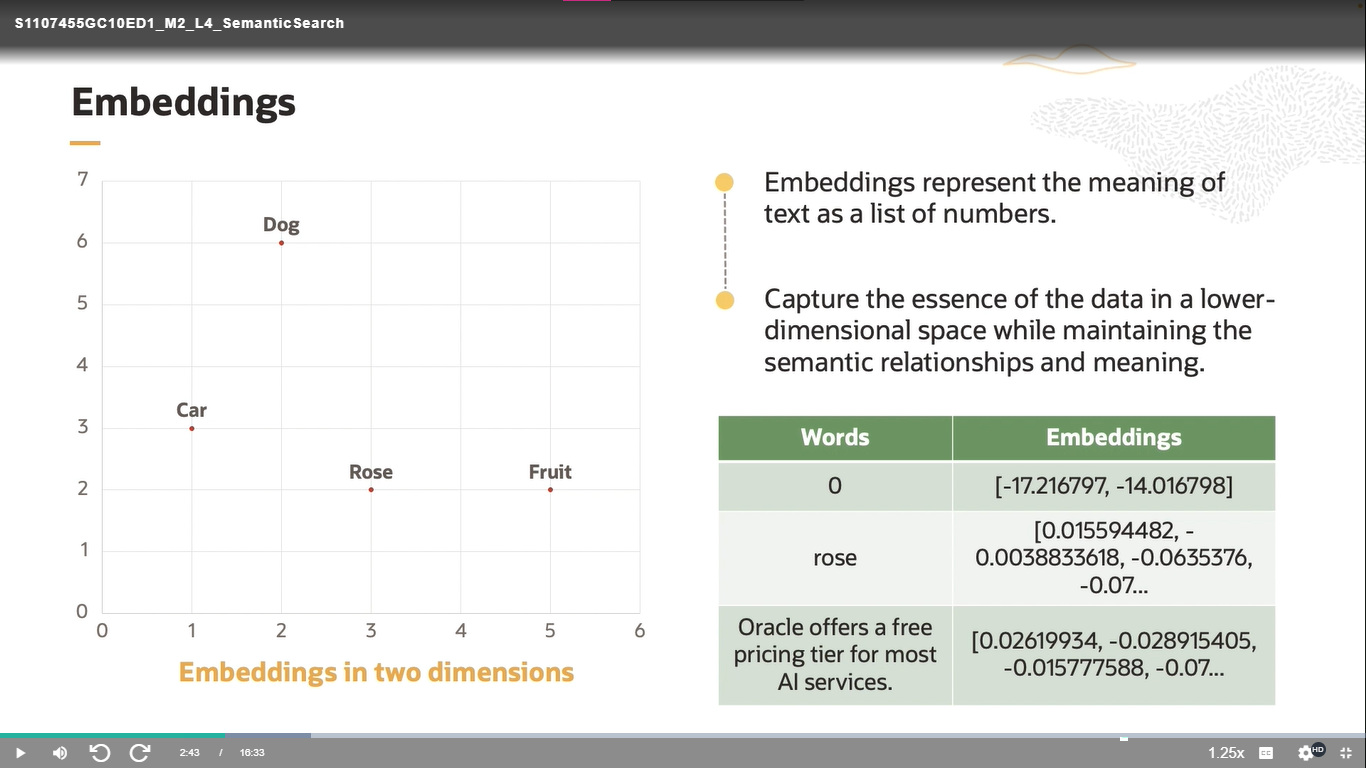 S1107455GC10ED1_M2_L4_SemanticSearch
Embeddings
7
6
5
4
3
2
1
0
Dog
Car
Rose
Fruit
0 1 2 3 4 5 6
Embeddings in two dimensions
Embeddings represent the meaning of
text as a list of numbers.
Capture the essence of the data in a lower-
dimensional space while maintaining the
semantic relationships and meaning.
Words Embeddings
0 [-17.216797, -14.016798]
rose
[0.015594482, -
0.0038833618, -0.0635376,
-0.07...
Oracle offers a free
pricing tier for most
AI services.
[0.02619934, -0.028915405,
-0.015777588, -0.07...
2:43 / 16:33
1.25x
HD